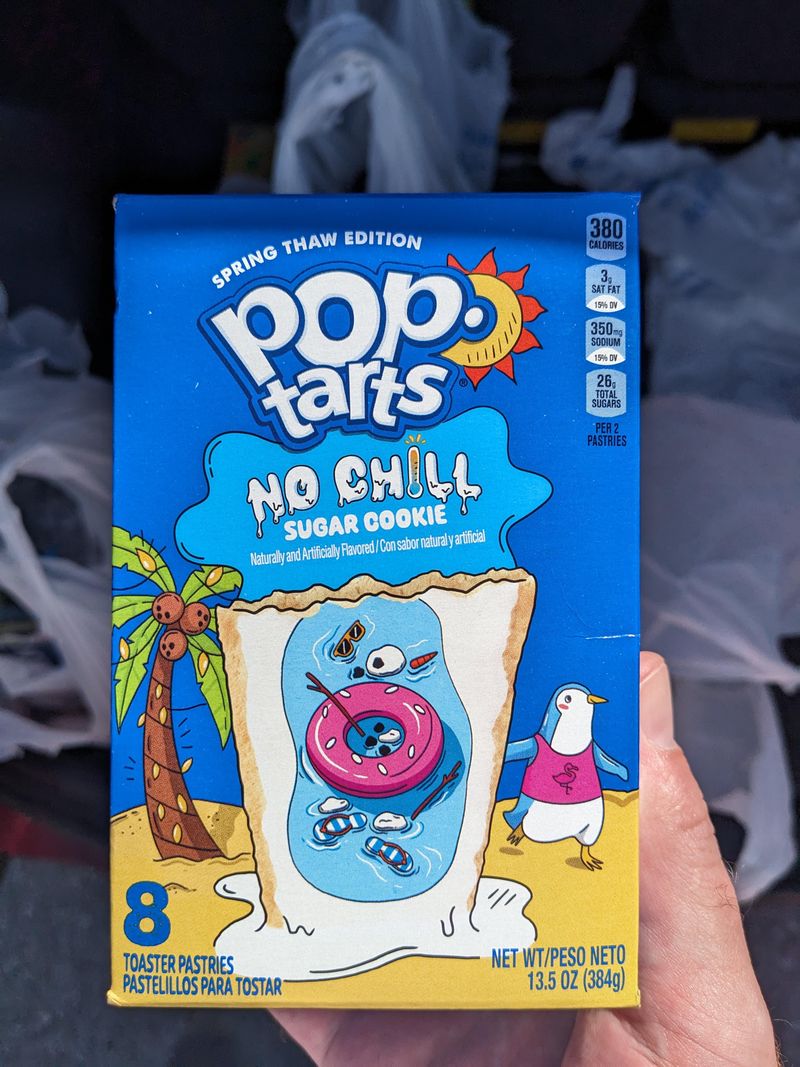 SPRING THAW EDITION
pop.
tarts®
NO CHILL
SUGAR COOKIE
Naturally and Artificially Flavored / Con sabor natural y artificial
380
CALORIES
3g
SAT FAT
15% DV
350mg
SODIUM
15% DV
26g
TOTAL
SUGARS
PER 2
PASTRIES
8
TOASTER PASTRIES
PASTELILLOS PARA TOSTAR
NET WT/PESO NETO
13.5 OZ (384g)